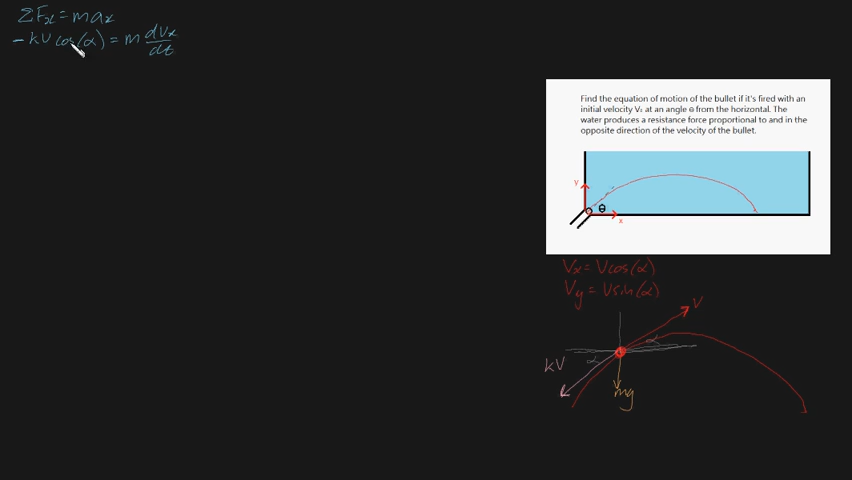 ΣFx = max
-kV cos(α) = m dVx/dt
Find the equation of motion of the bullet if it's fired with an
initial velocity V₁ at an angle θ from the horizontal. The
water produces a resistance force proportional to and in the
opposite direction of the velocity of the bullet.
y
θ
x
Vx = Vcos(α)
Vy = Vsin(α)
V
α
kV
α
mg